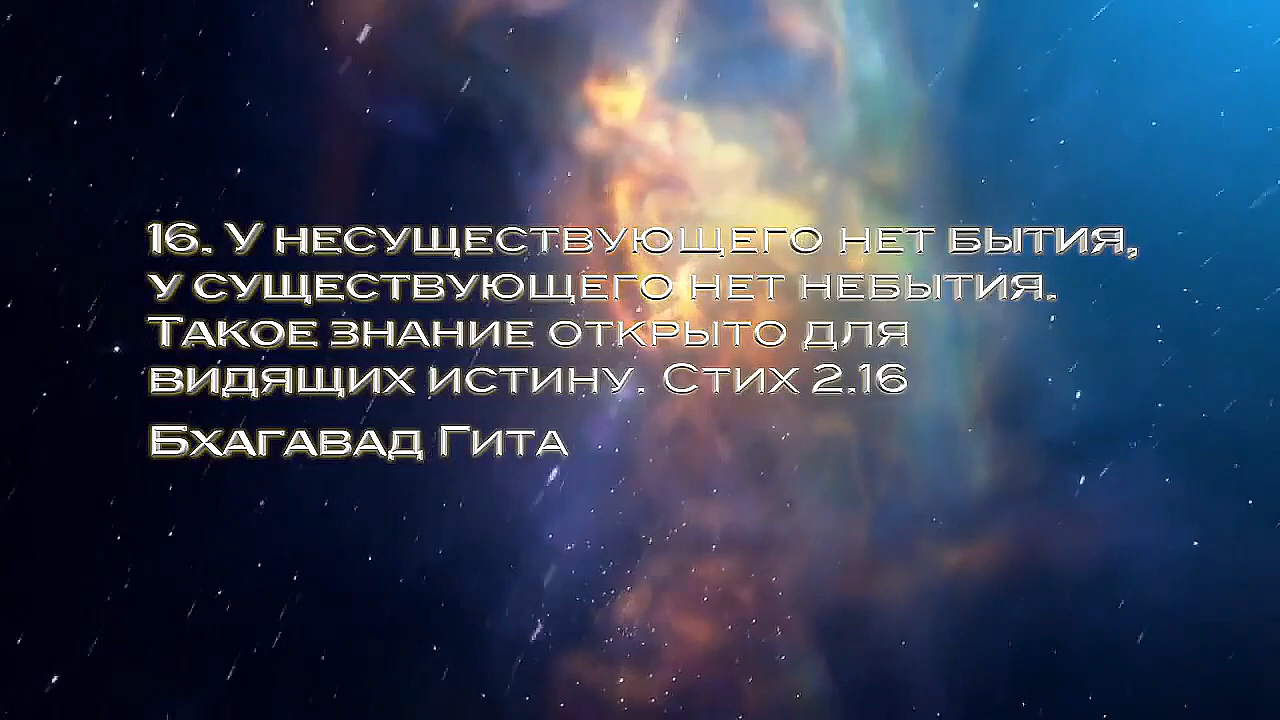 16. У несуществующего нет бытия,
у существующего нет небытия.
Такое знание открыто для
видящих истину. Стих 2.16
Бхагавад Гита